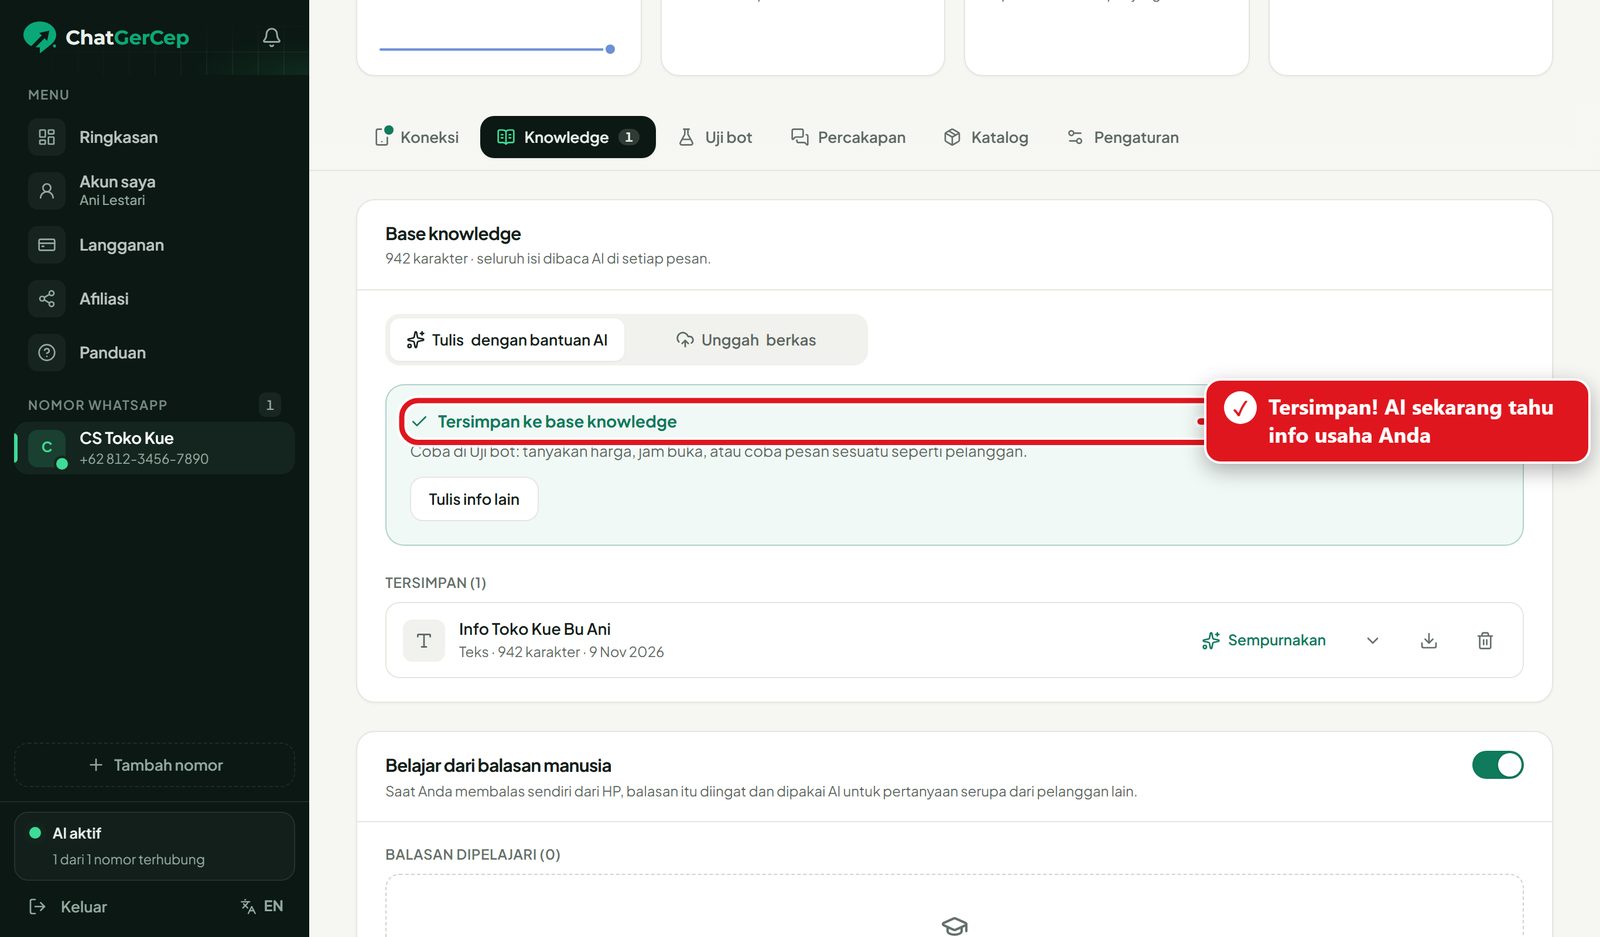 ChatGerCep
MENU
Ringkasan
Akun saya
Ani Lestari
Langganan
Afiliasi
Panduan
NOMOR WHATSAPP 1
C
CS Toko Kue
+62 812-3456-7890
Tambah nomor
AI aktif
1 dari 1 nomor terhubung
Keluar
EN
Koneksi
Knowledge 1
Uji bot
Percakapan
Katalog
Pengaturan
Base knowledge
942 karakter · seluruh isi dibaca AI di setiap pesan.
Tulis dengan bantuan AI
Unggah berkas
Tersimpan ke base knowledge
Tersimpan! AI sekarang tahu
info usaha Anda
Coba di Uji bot: tanyakan harga, jam buka, atau coba pesan sesuatu seperti pelanggan.
Tulis info lain
TERSIMPAN (1)
T
Info Toko Kue Bu Ani
Teks · 942 karakter · 9 Nov 2026
Sempurnakan
Belajar dari balasan manusia
Saat Anda membalas sendiri dari HP, balasan itu diingat dan dipakai AI untuk pertanyaan serupa dari pelanggan lain.
BALASAN DIPELAJARI (0)